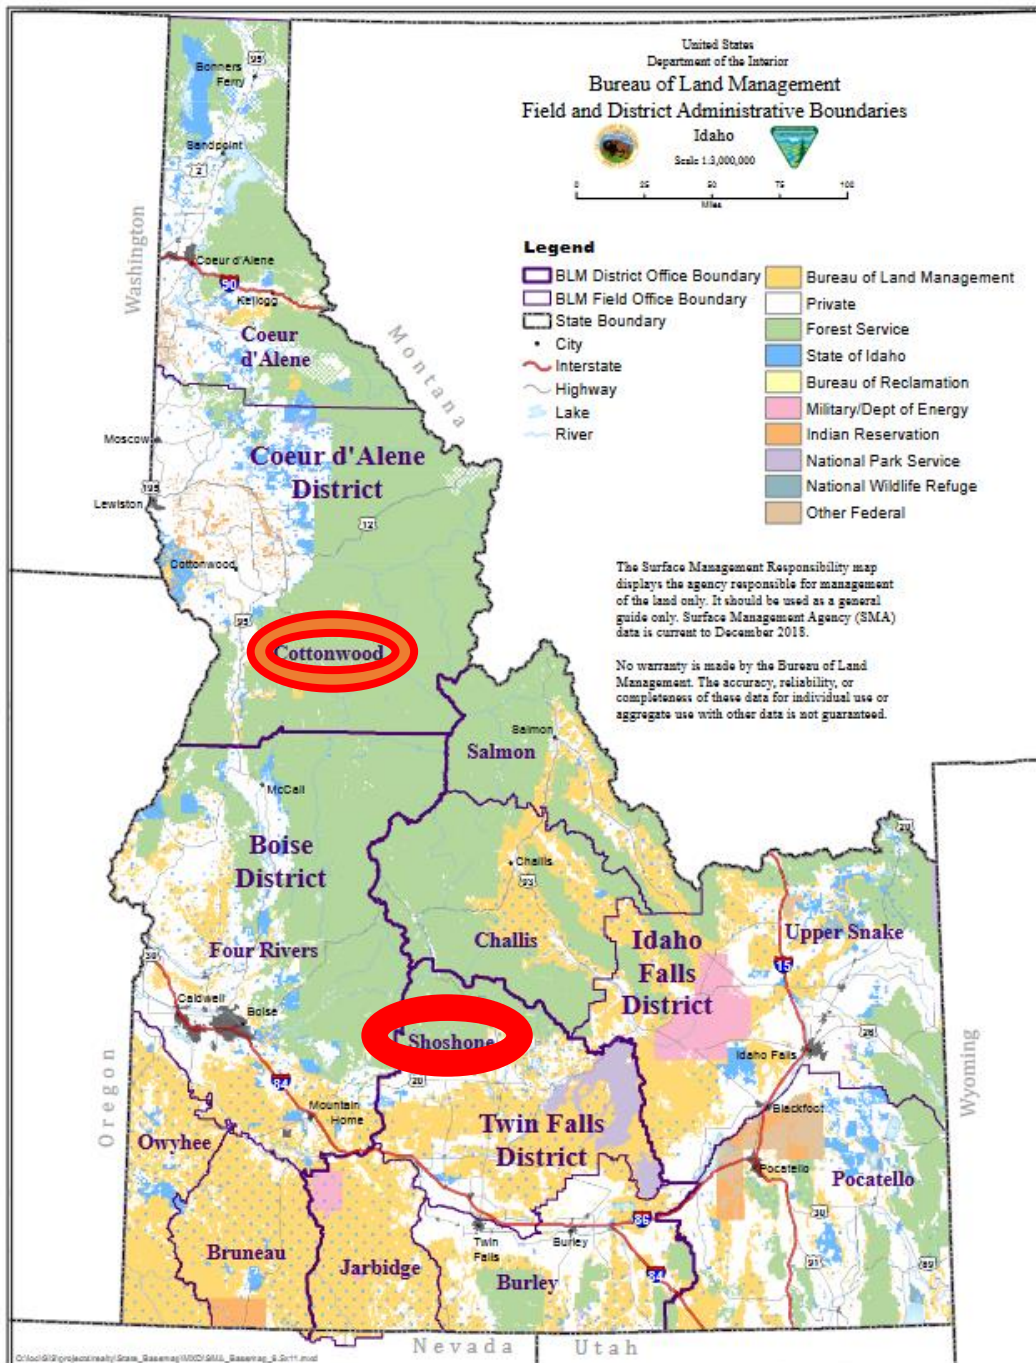 United States
Department of the Interior
Bureau of Land Management
Field and District Administrative Boundaries
Idaho
Scale 1:3,000,000
0 25 50 75 100
Miles
Legend
BLM District Office Boundary
BLM Field Office Boundary
State Boundary
City
Interstate
Highway
Lake
River
Bureau of Land Management
Private
Forest Service
State of Idaho
Bureau of Reclamation
Military/Dept of Energy
Indian Reservation
National Park Service
National Wildlife Refuge
Other Federal
The Surface Management Responsibility map
displays the agency responsible for management
of the land only. It should be used as a general
guide only. Surface Management Agency (SMA)
data is current to December 2018.
No warranty is made by the Bureau of Land
Management. The accuracy, reliability, or
completeness of these data for individual use or
aggregate use with other data is not guaranteed.
Washington
Montana
Oregon
Wyoming
Nevada
Utah
Bonners
Ferry
95
Sandpoint
2
Coeur d'Alene
90
Kellogg
Coeur
d'Alene
Moscow
Coeur d'Alene
District
195
Lewiston
12
Cottonwood
95
Cottonwood
Salmon
Salmon
McCall
Boise
District
Challis
93
Challis
Four Rivers
Idaho
Falls
District
Upper Snake
20
15
30
Caldwell
Boise
Shoshone
20
26
Idaho Falls
84
Mountain
Home
Blackfoot
Owyhee
Twin Falls
District
Pocatello
Pocatello
86
30
Twin
Falls
Burley
Bruneau
Jarbidge
Burley
84
91
89